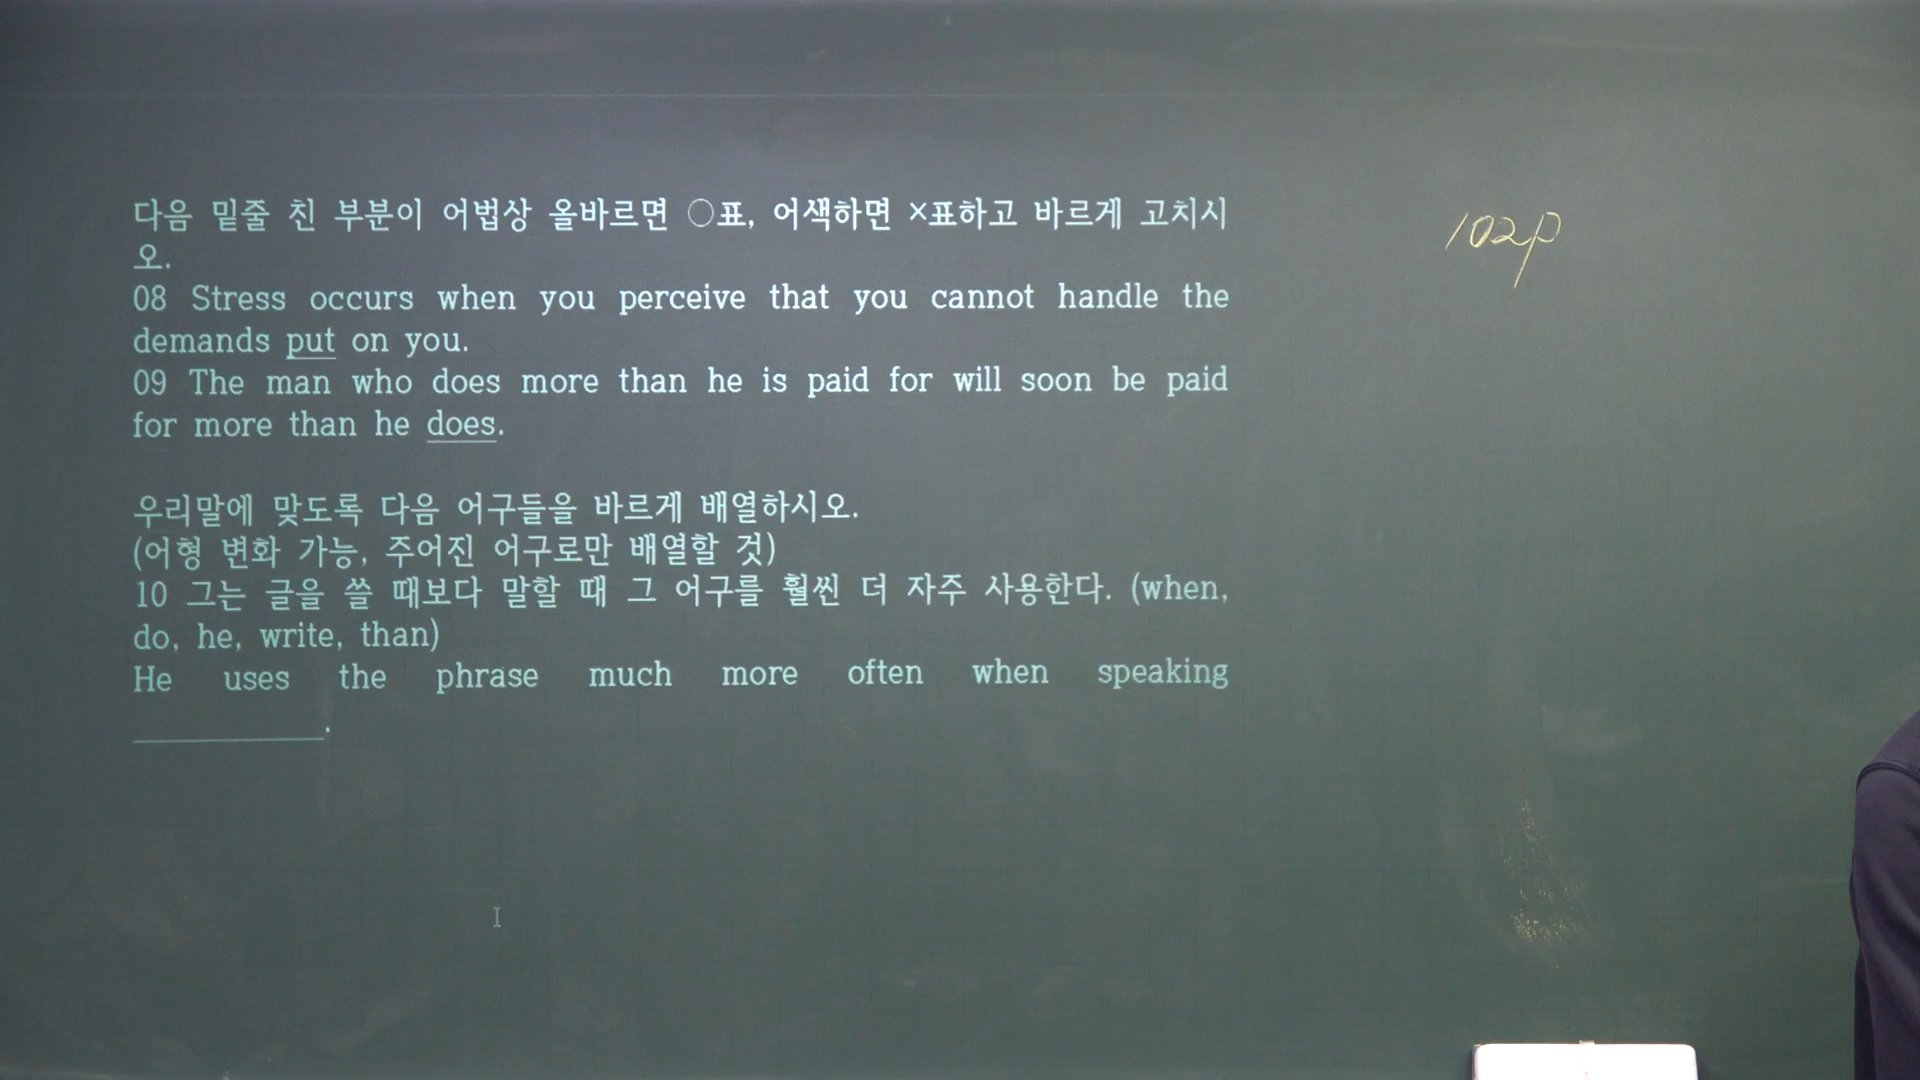 다음 밑줄 친 부분이 어법상 올바르면 ○표, 어색하면 ×표하고 바르게 고치시
오.
08 Stress occurs when you perceive that you cannot handle the
demands put on you.
09 The man who does more than he is paid for will soon be paid
for more than he does.
우리말에 맞도록 다음 어구들을 바르게 배열하시오.
(어형 변화 가능, 주어진 어구로만 배열할 것)
10 그는 글을 쓸 때보다 말할 때 그 어구를 훨씬 더 자주 사용한다. (when,
do, he, write, than)
He uses the phrase much more often when speaking
____________.
102p